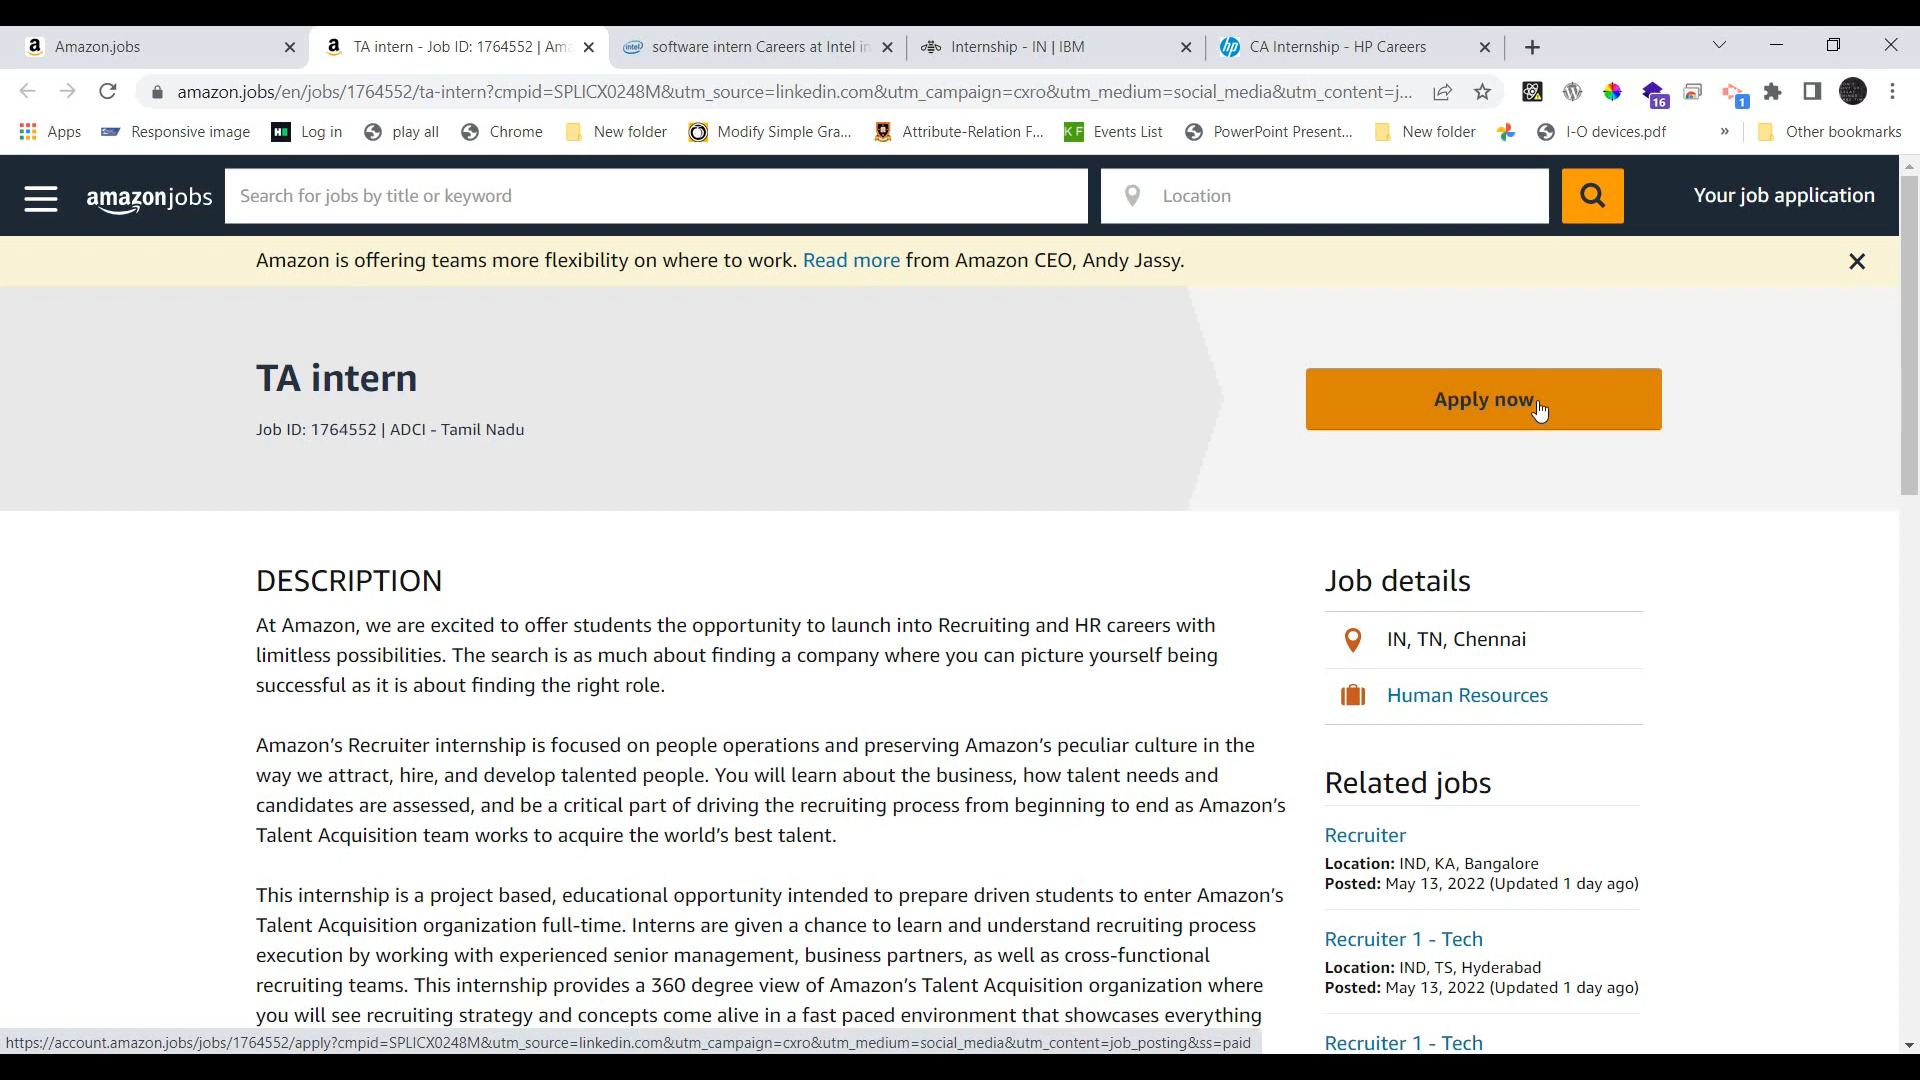 Amazon.jobs
TA intern - Job ID: 1764552 | Am
software intern Careers at Intel in
Internship - IN | IBM
CA Internship - HP Careers
amazon.jobs/en/jobs/1764552/ta-intern?cmpid=SPLICX0248M&utm_source=linkedin.com&utm_campaign=cxro&utm_medium=social_media&utm_content=j...
16
1
Apps
Responsive image
Log in
play all
Chrome
New folder
Modify Simple Gra...
Attribute-Relation F...
KF
Events List
PowerPoint Present...
New folder
I-O devices.pdf
»
Other bookmarks
amazon jobs
Search for jobs by title or keyword
Location
Your job application
Amazon is offering teams more flexibility on where to work. Read more from Amazon CEO, Andy Jassy.
TA intern
Job ID: 1764552 | ADCI - Tamil Nadu
Apply now
DESCRIPTION
At Amazon, we are excited to offer students the opportunity to launch into Recruiting and HR careers with
limitless possibilities. The search is as much about finding a company where you can picture yourself being
successful as it is about finding the right role.
Amazon’s Recruiter internship is focused on people operations and preserving Amazon’s peculiar culture in the
way we attract, hire, and develop talented people. You will learn about the business, how talent needs and
candidates are assessed, and be a critical part of driving the recruiting process from beginning to end as Amazon’s
Talent Acquisition team works to acquire the world’s best talent.
This internship is a project based, educational opportunity intended to prepare driven students to enter Amazon’s
Talent Acquisition organization full-time. Interns are given a chance to learn and understand recruiting process
execution by working with experienced senior management, business partners, as well as cross-functional
recruiting teams. This internship provides a 360 degree view of Amazon’s Talent Acquisition organization where
you will see recruiting strategy and concepts come alive in a fast paced environment that showcases everything
Job details
IN, TN, Chennai
Human Resources
Related jobs
Recruiter
Location: IND, KA, Bangalore
Posted: May 13, 2022 (Updated 1 day ago)
Recruiter 1 - Tech
Location: IND, TS, Hyderabad
Posted: May 13, 2022 (Updated 1 day ago)
Recruiter 1 - Tech
https://account.amazon.jobs/jobs/1764552/apply?cmpid=SPLICX0248M&utm_source=linkedin.com&utm_campaign=cxro&utm_medium=social_media&utm_content=job_posting&ss=paid